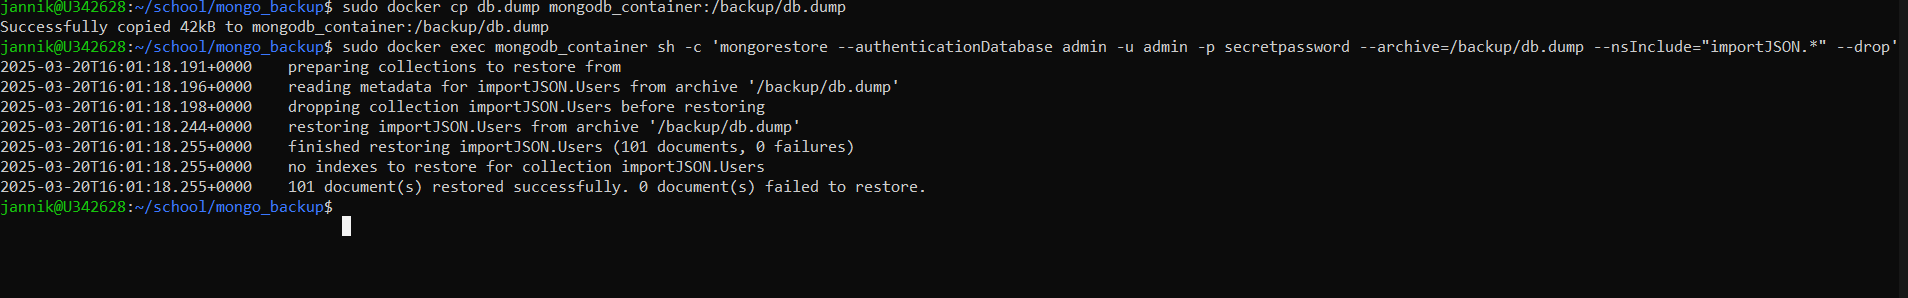 jannik@U342628:~/school/mongo_backup$ sudo docker cp db.dump mongodb_container:/backup/db.dump
Successfully copied 42kB to mongodb_container:/backup/db.dump
jannik@U342628:~/school/mongo_backup$ sudo docker exec mongodb_container sh -c 'mongorestore --authenticationDatabase admin -u admin -p secretpassword --archive=/backup/db.dump --nsInclude="importJSON.*" --drop'
2025-03-20T16:01:18.191+0000    preparing collections to restore from
2025-03-20T16:01:18.196+0000    reading metadata for importJSON.Users from archive '/backup/db.dump'
2025-03-20T16:01:18.198+0000    dropping collection importJSON.Users before restoring
2025-03-20T16:01:18.244+0000    restoring importJSON.Users from archive '/backup/db.dump'
2025-03-20T16:01:18.255+0000    finished restoring importJSON.Users (101 documents, 0 failures)
2025-03-20T16:01:18.255+0000    no indexes to restore for collection importJSON.Users
2025-03-20T16:01:18.255+0000    101 document(s) restored successfully. 0 document(s) failed to restore.
jannik@U342628:~/school/mongo_backup$